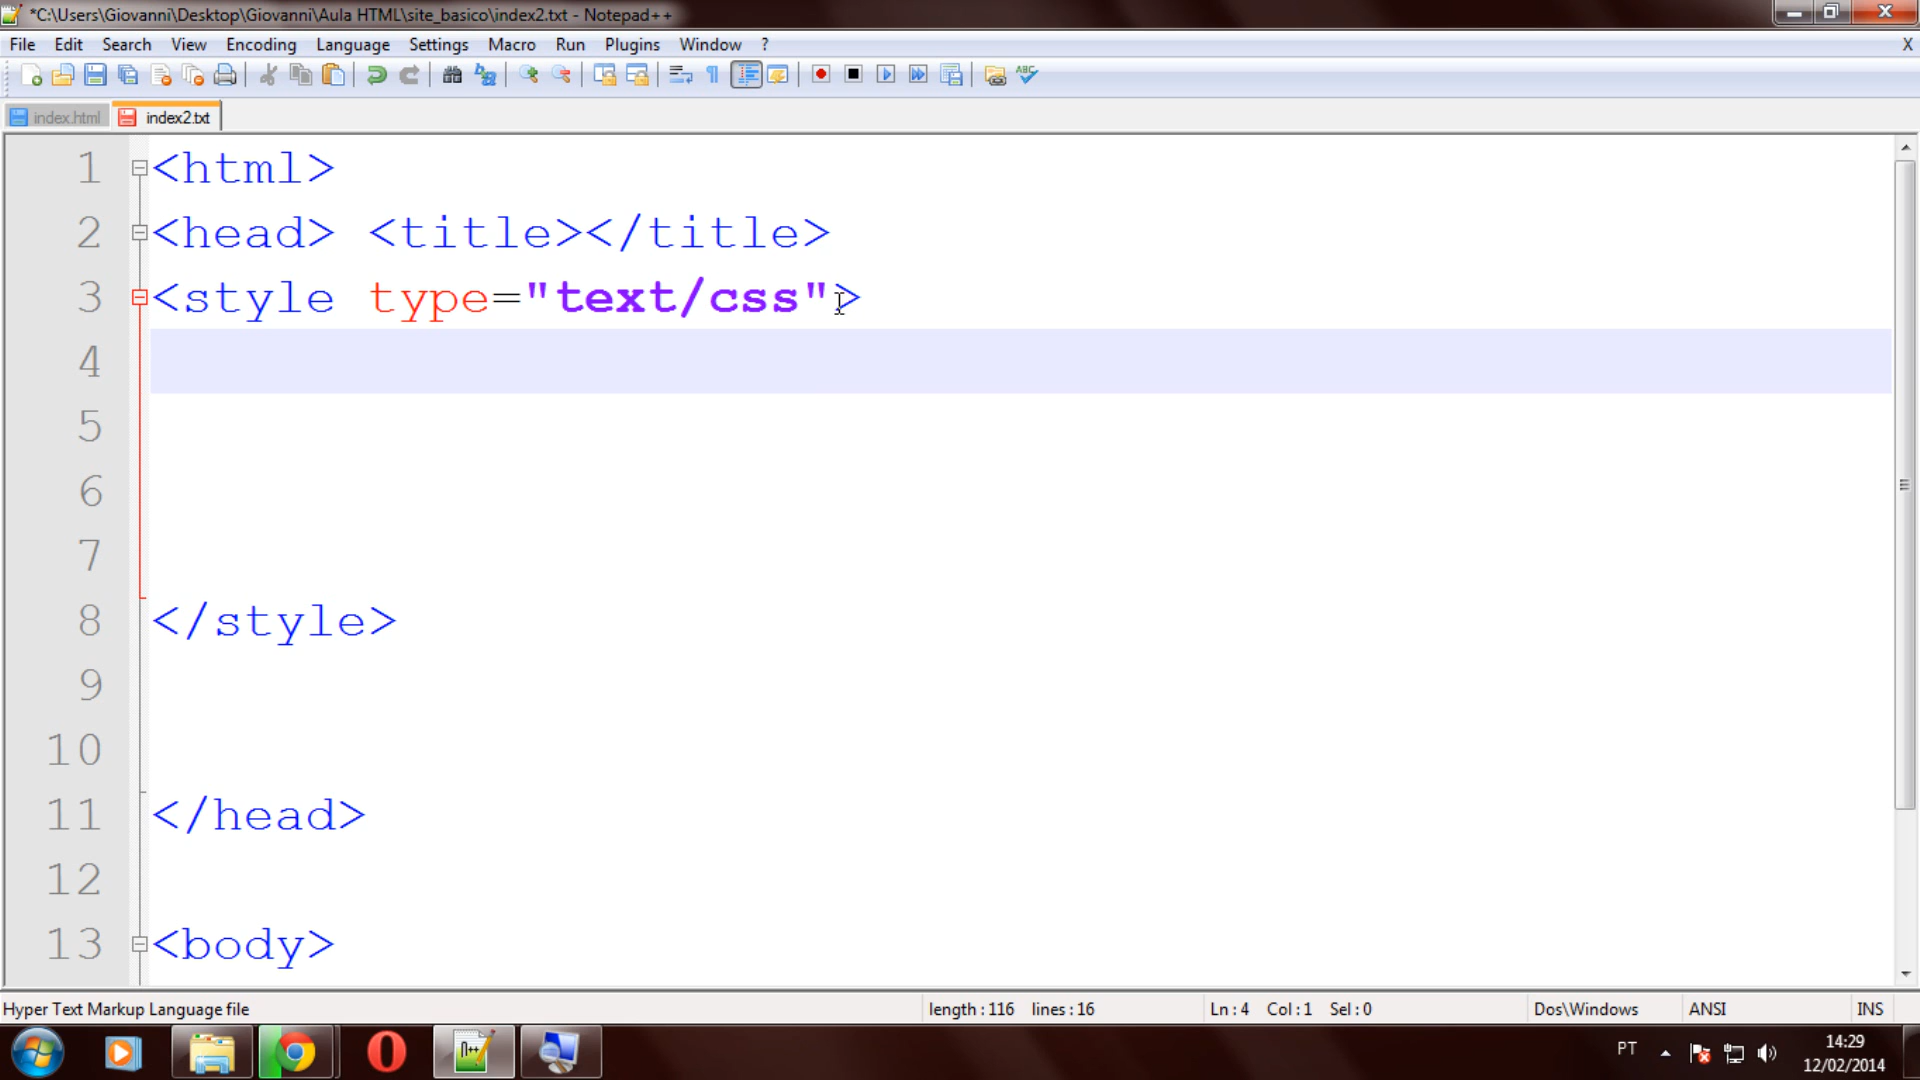 *C:\Users\Giovanni\Desktop\Giovanni\Aula HTML\site_basico\index2.txt - Notepad++
File Edit Search View Encoding Language Settings Macro Run Plugins Window ? X
index.html index2.txt
1 <html>
2 <head> <title></title>
3 <style type="text/css">
4
5
6
7
8 </style>
9
10
11 </head>
12
13 <body>
Hyper Text Markup Language file length : 116 lines : 16 Ln : 4 Col : 1 Sel : 0 Dos\Windows ANSI INS
PT 14:29
12/02/2014